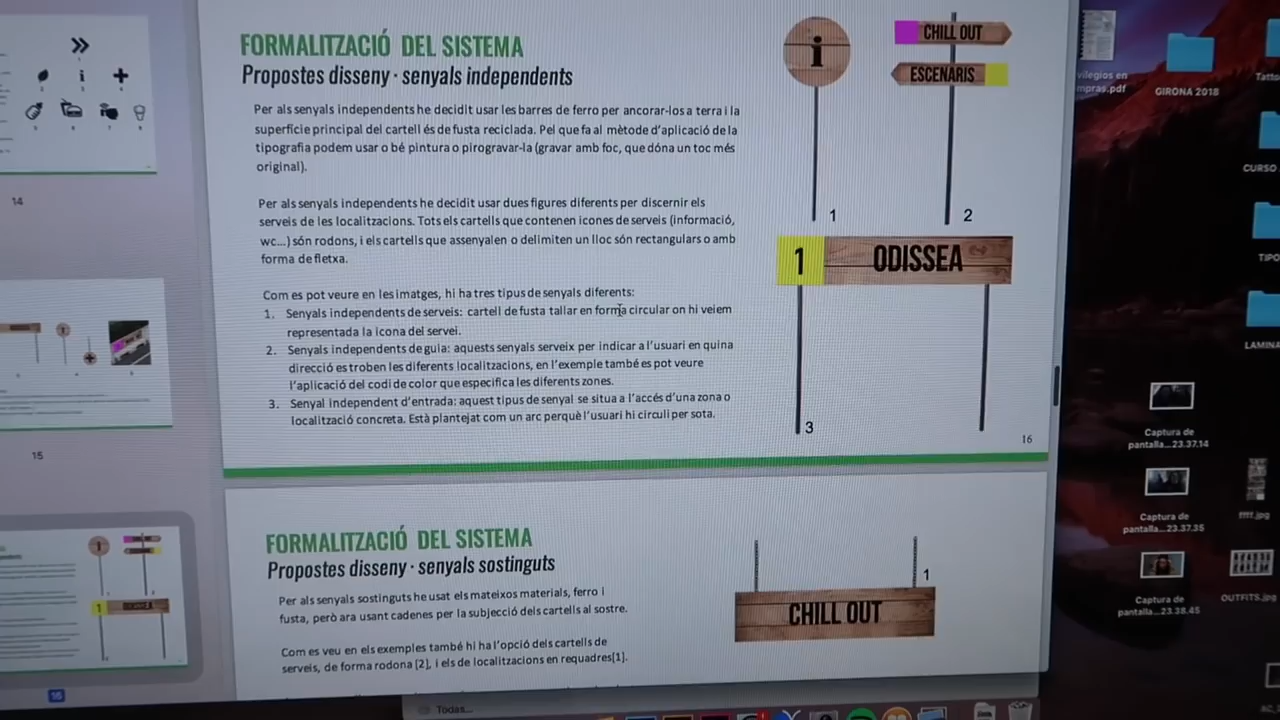 14
15
16
FORMALITZACIÓ DEL SISTEMA
Propostes disseny · senyals independents
Per als senyals independents he decidit usar les barres de ferro per ancorar-los a terra i la
superfície principal del cartell és de fusta reciclada. Pel que fa al mètode d'aplicació de la
tipografia podem usar o bé pintura o pirogravar-la (gravar amb foc, que dóna un toc més
original).
Per als senyals independents he decidit usar dues figures diferents per discernir els
serveis de les localitzacions. Tots els cartells que contenen icones de serveis (informació,
wc...) són rodons, i els cartells que assenyalen o delimiten un lloc són rectangulars o amb
forma de fletxa.
Com es pot veure en les imatges, hi ha tres tipus de senyals diferents:
1. Senyals independents de serveis: cartell de fusta tallar en forma circular on hi veiem
representada la icona del servei.
2. Senyals independents de guia: aquests senyals serveix per indicar a l'usuari en quina
direcció es troben les diferents localitzacions, en l'exemple també es pot veure
l'aplicació del codi de color que especifica les diferents zones.
3. Senyal independent d'entrada: aquest tipus de senyal se situa a l'accés d'una zona o
localització concreta. Està plantejat com un arc perquè l'usuari hi circuli per sota.
i
CHILL OUT
ESCENARIS
1
2
1
ODISSEA
3
16
FORMALITZACIÓ DEL SISTEMA
Propostes disseny · senyals sostinguts
Per als senyals sostinguts he usat els mateixos materials, ferro i
fusta, però ara usant cadenes per la subjecció dels cartells al sostre.
Com es veu en els exemples també hi ha l'opció dels cartells de
serveis, de forma rodona [2], i els de localitzacions en requadres[1].
1
CHILL OUT
Todas...
vilegios en
mpras.pdf
GIRONA 2018
Tatto
CURSO
TIPO
LAMINA
Captura de
pantalla...23.37.14
Captura de
pantalla...23.37.35
ffff.jpg
Captura de
pantalla...23.38.45
OUTFITS.jpg